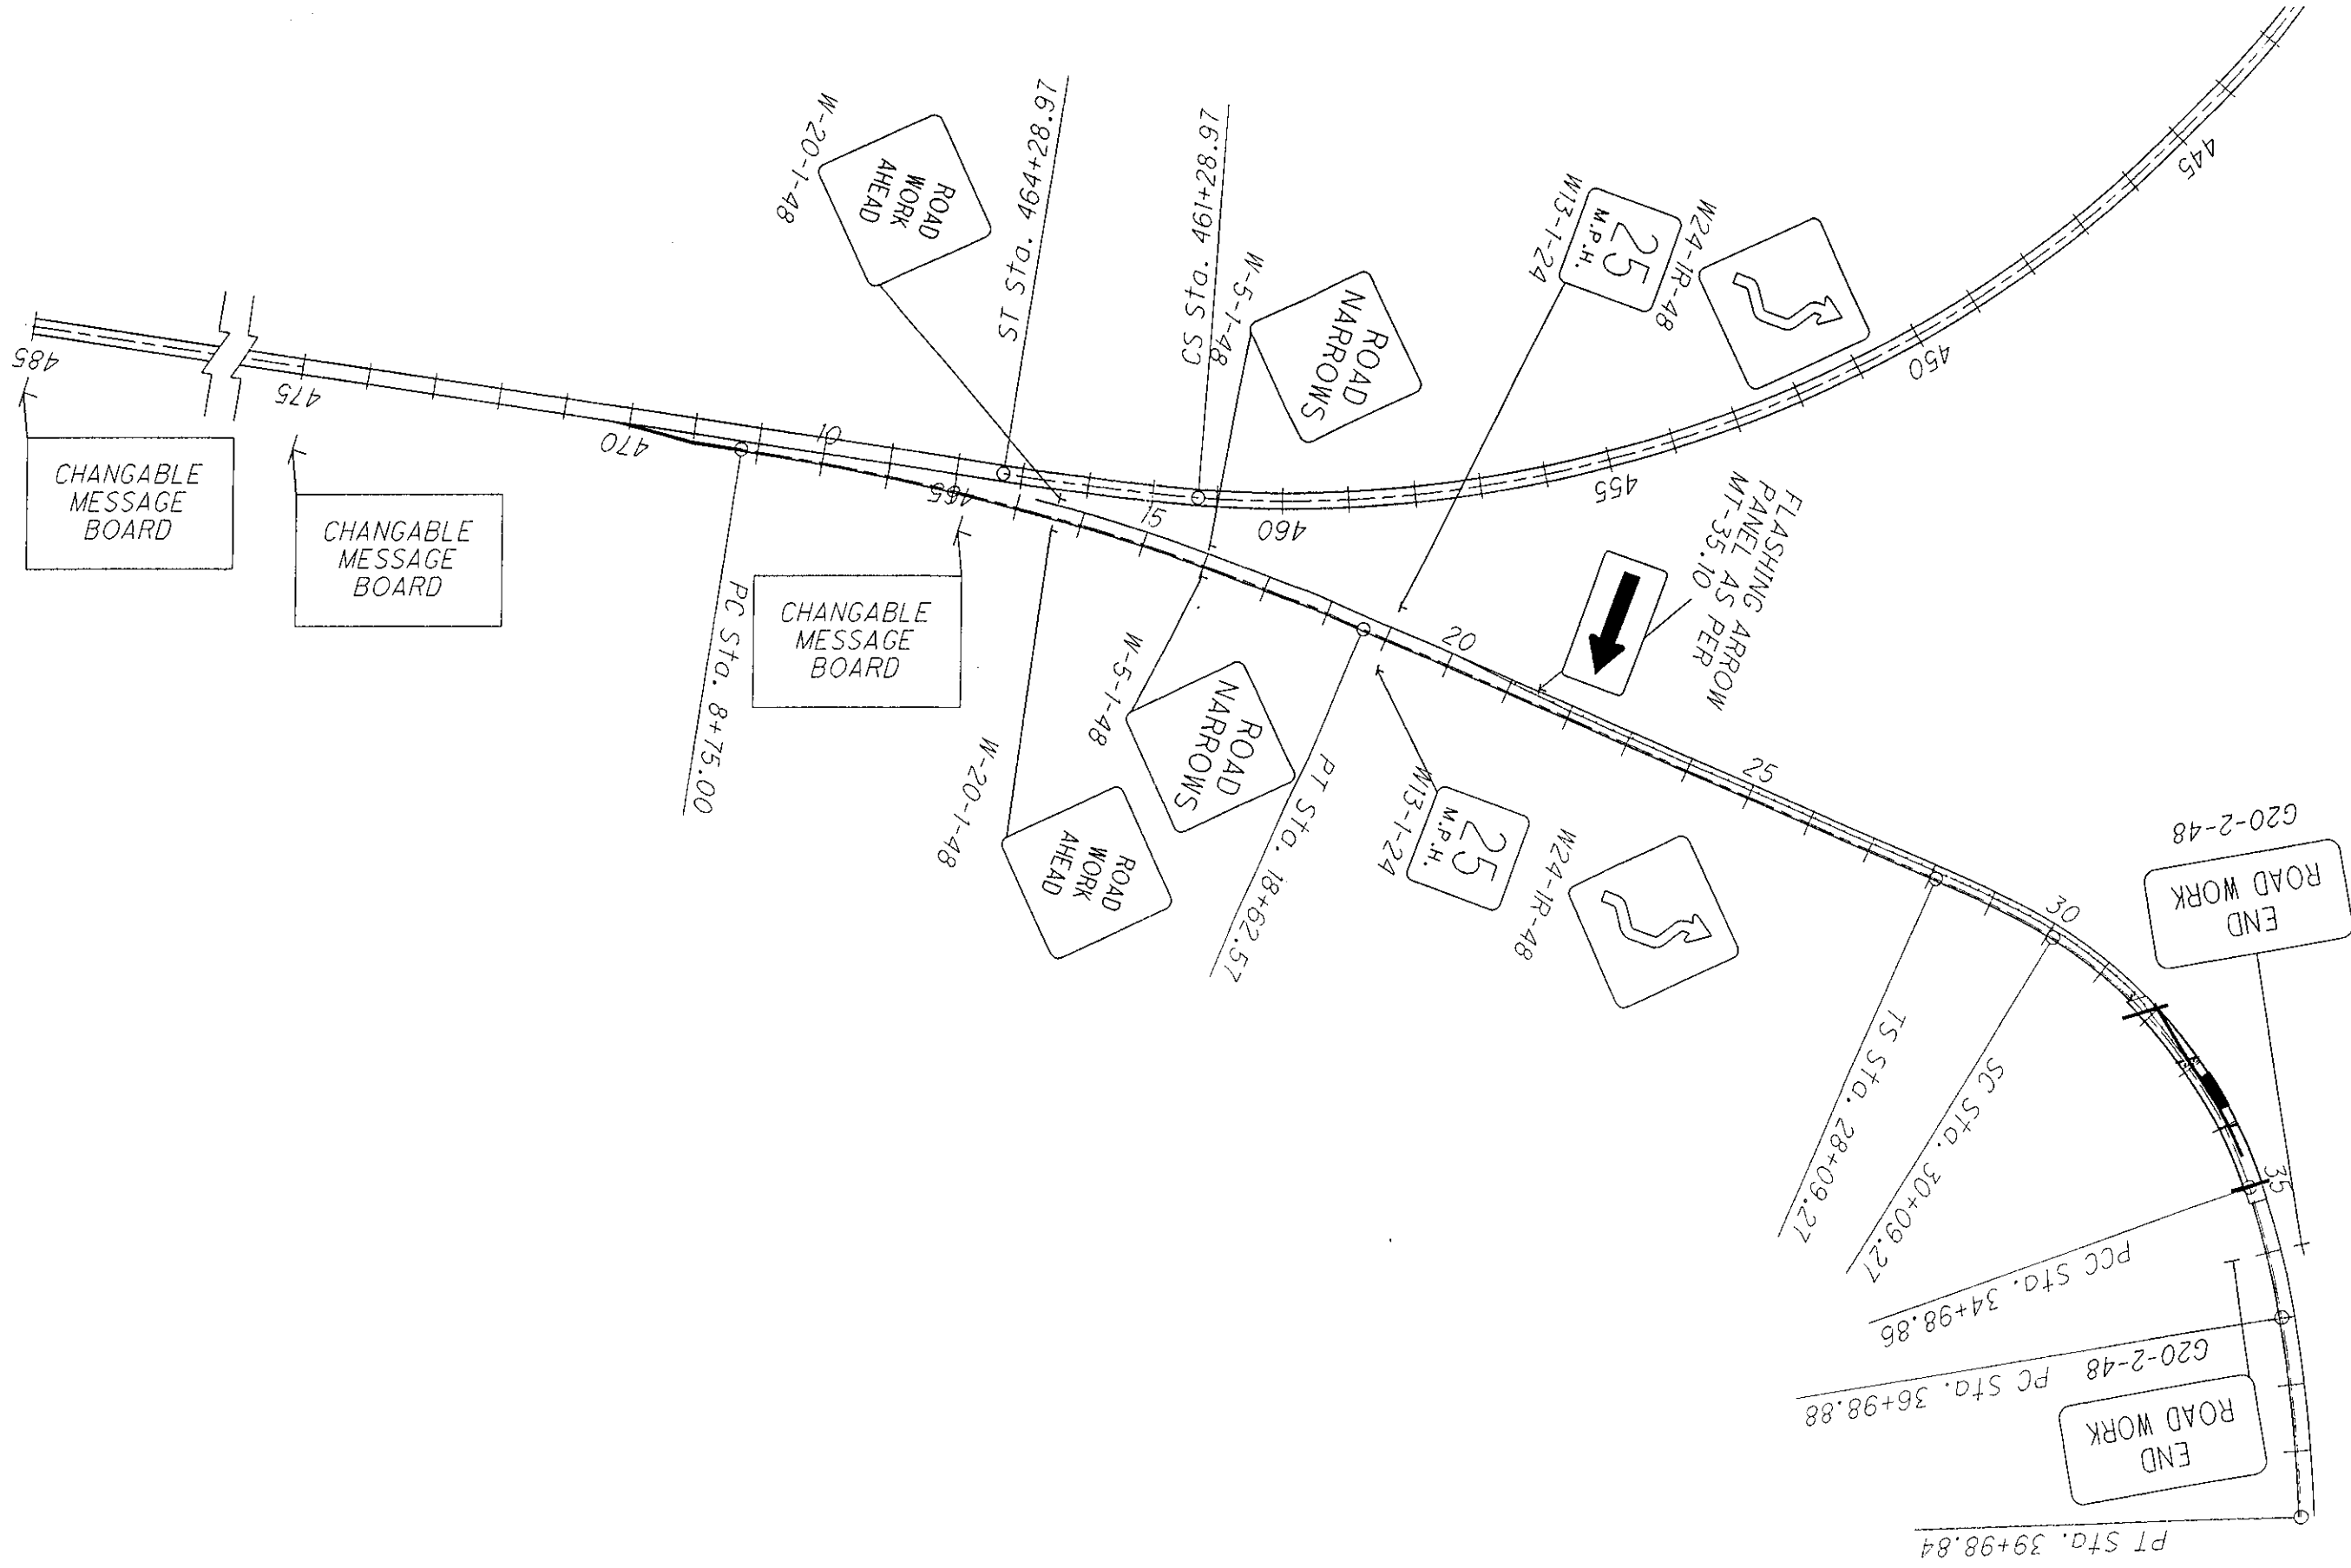 W-20-1-48
ROAD
WORK
AHEAD
ST Sta. 464+28.97
CS Sta. 461+28.97
W-5-1-48
ROAD
NARROWS
W13-1-24
25
M.P.H.
W24-1R-48
445
450
455
460
465
470
475
485
CHANGABLE
MESSAGE
BOARD
CHANGABLE
MESSAGE
BOARD
CHANGABLE
MESSAGE
BOARD
PC Sta. 8+75.00
10
15
20
25
30
35
FLASHING ARROW
PANEL AS PER
MT-35.10
W-5-1-48
ROAD
NARROWS
W-20-1-48
ROAD
WORK
AHEAD
PT Sta. 18+62.57
W13-1-24
25
M.P.H.
W24-1R-48
G20-2-48
END
ROAD WORK
TS Sta. 28+09.27
SC Sta. 30+09.27
PCC Sta. 34+98.86
PC Sta. 36+98.88
G20-2-48
END
ROAD WORK
PT Sta. 39+98.84